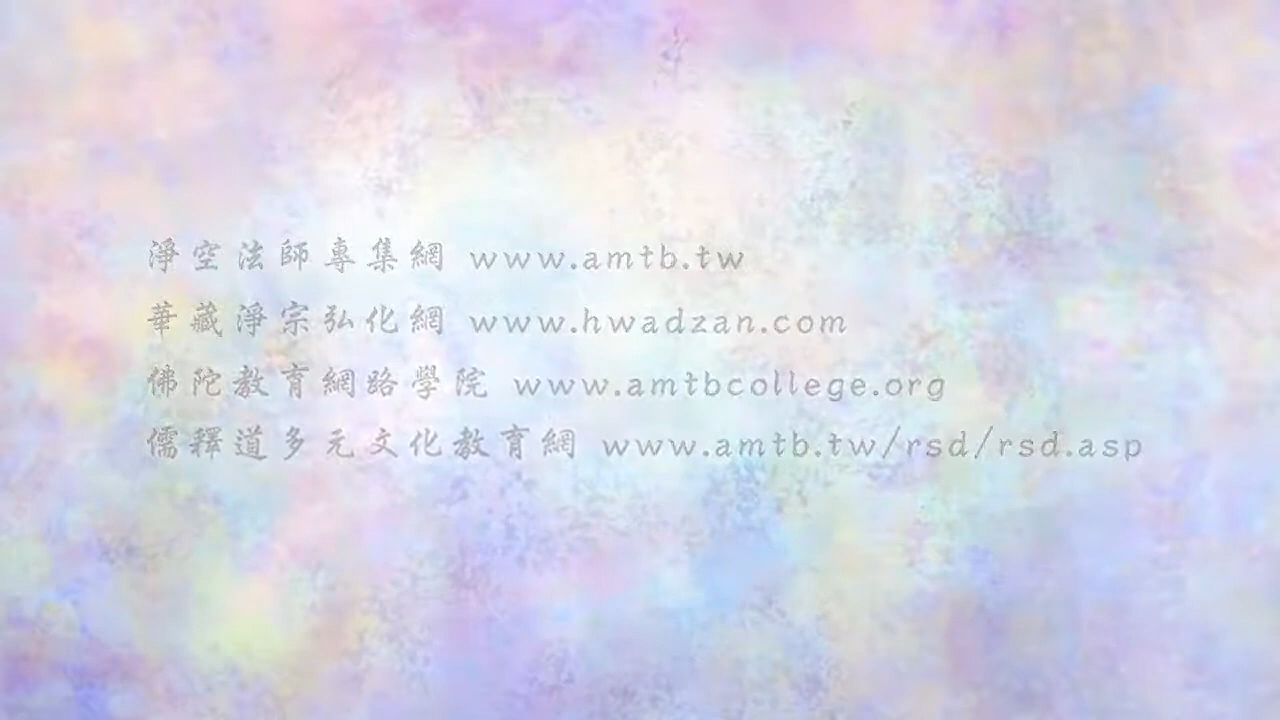 淨空法師專集網 www.amtb.tw
華藏淨宗弘化網 www.hwadzan.com
佛陀教育網路學院 www.amtbcollege.org
儒釋道多元文化教育網 www.amtb.tw/rsd/rsd.asp